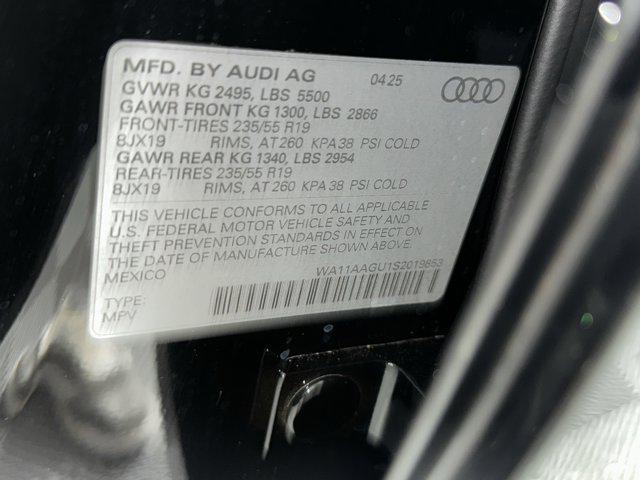 MFD. BY AUDI AG 0425
GVWR KG 2495, LBS 5500
GAWR FRONT KG 1300, LBS 2866
FRONT-TIRES 235/55 R19
8JX19 RIMS, AT 260 KPA 38 PSI COLD
GAWR REAR KG 1340, LBS 2954
REAR-TIRES 235/55 R19
8JX19 RIMS, AT 260 KPA 38 PSI COLD
THIS VEHICLE CONFORMS TO ALL APPLICABLE
U.S. FEDERAL MOTOR VEHICLE SAFETY AND
THEFT PREVENTION STANDARDS IN EFFECT ON
THE DATE OF MANUFACTURE SHOWN ABOVE.
MEXICO WA11AAGU1S2019853
TYPE:
MPV